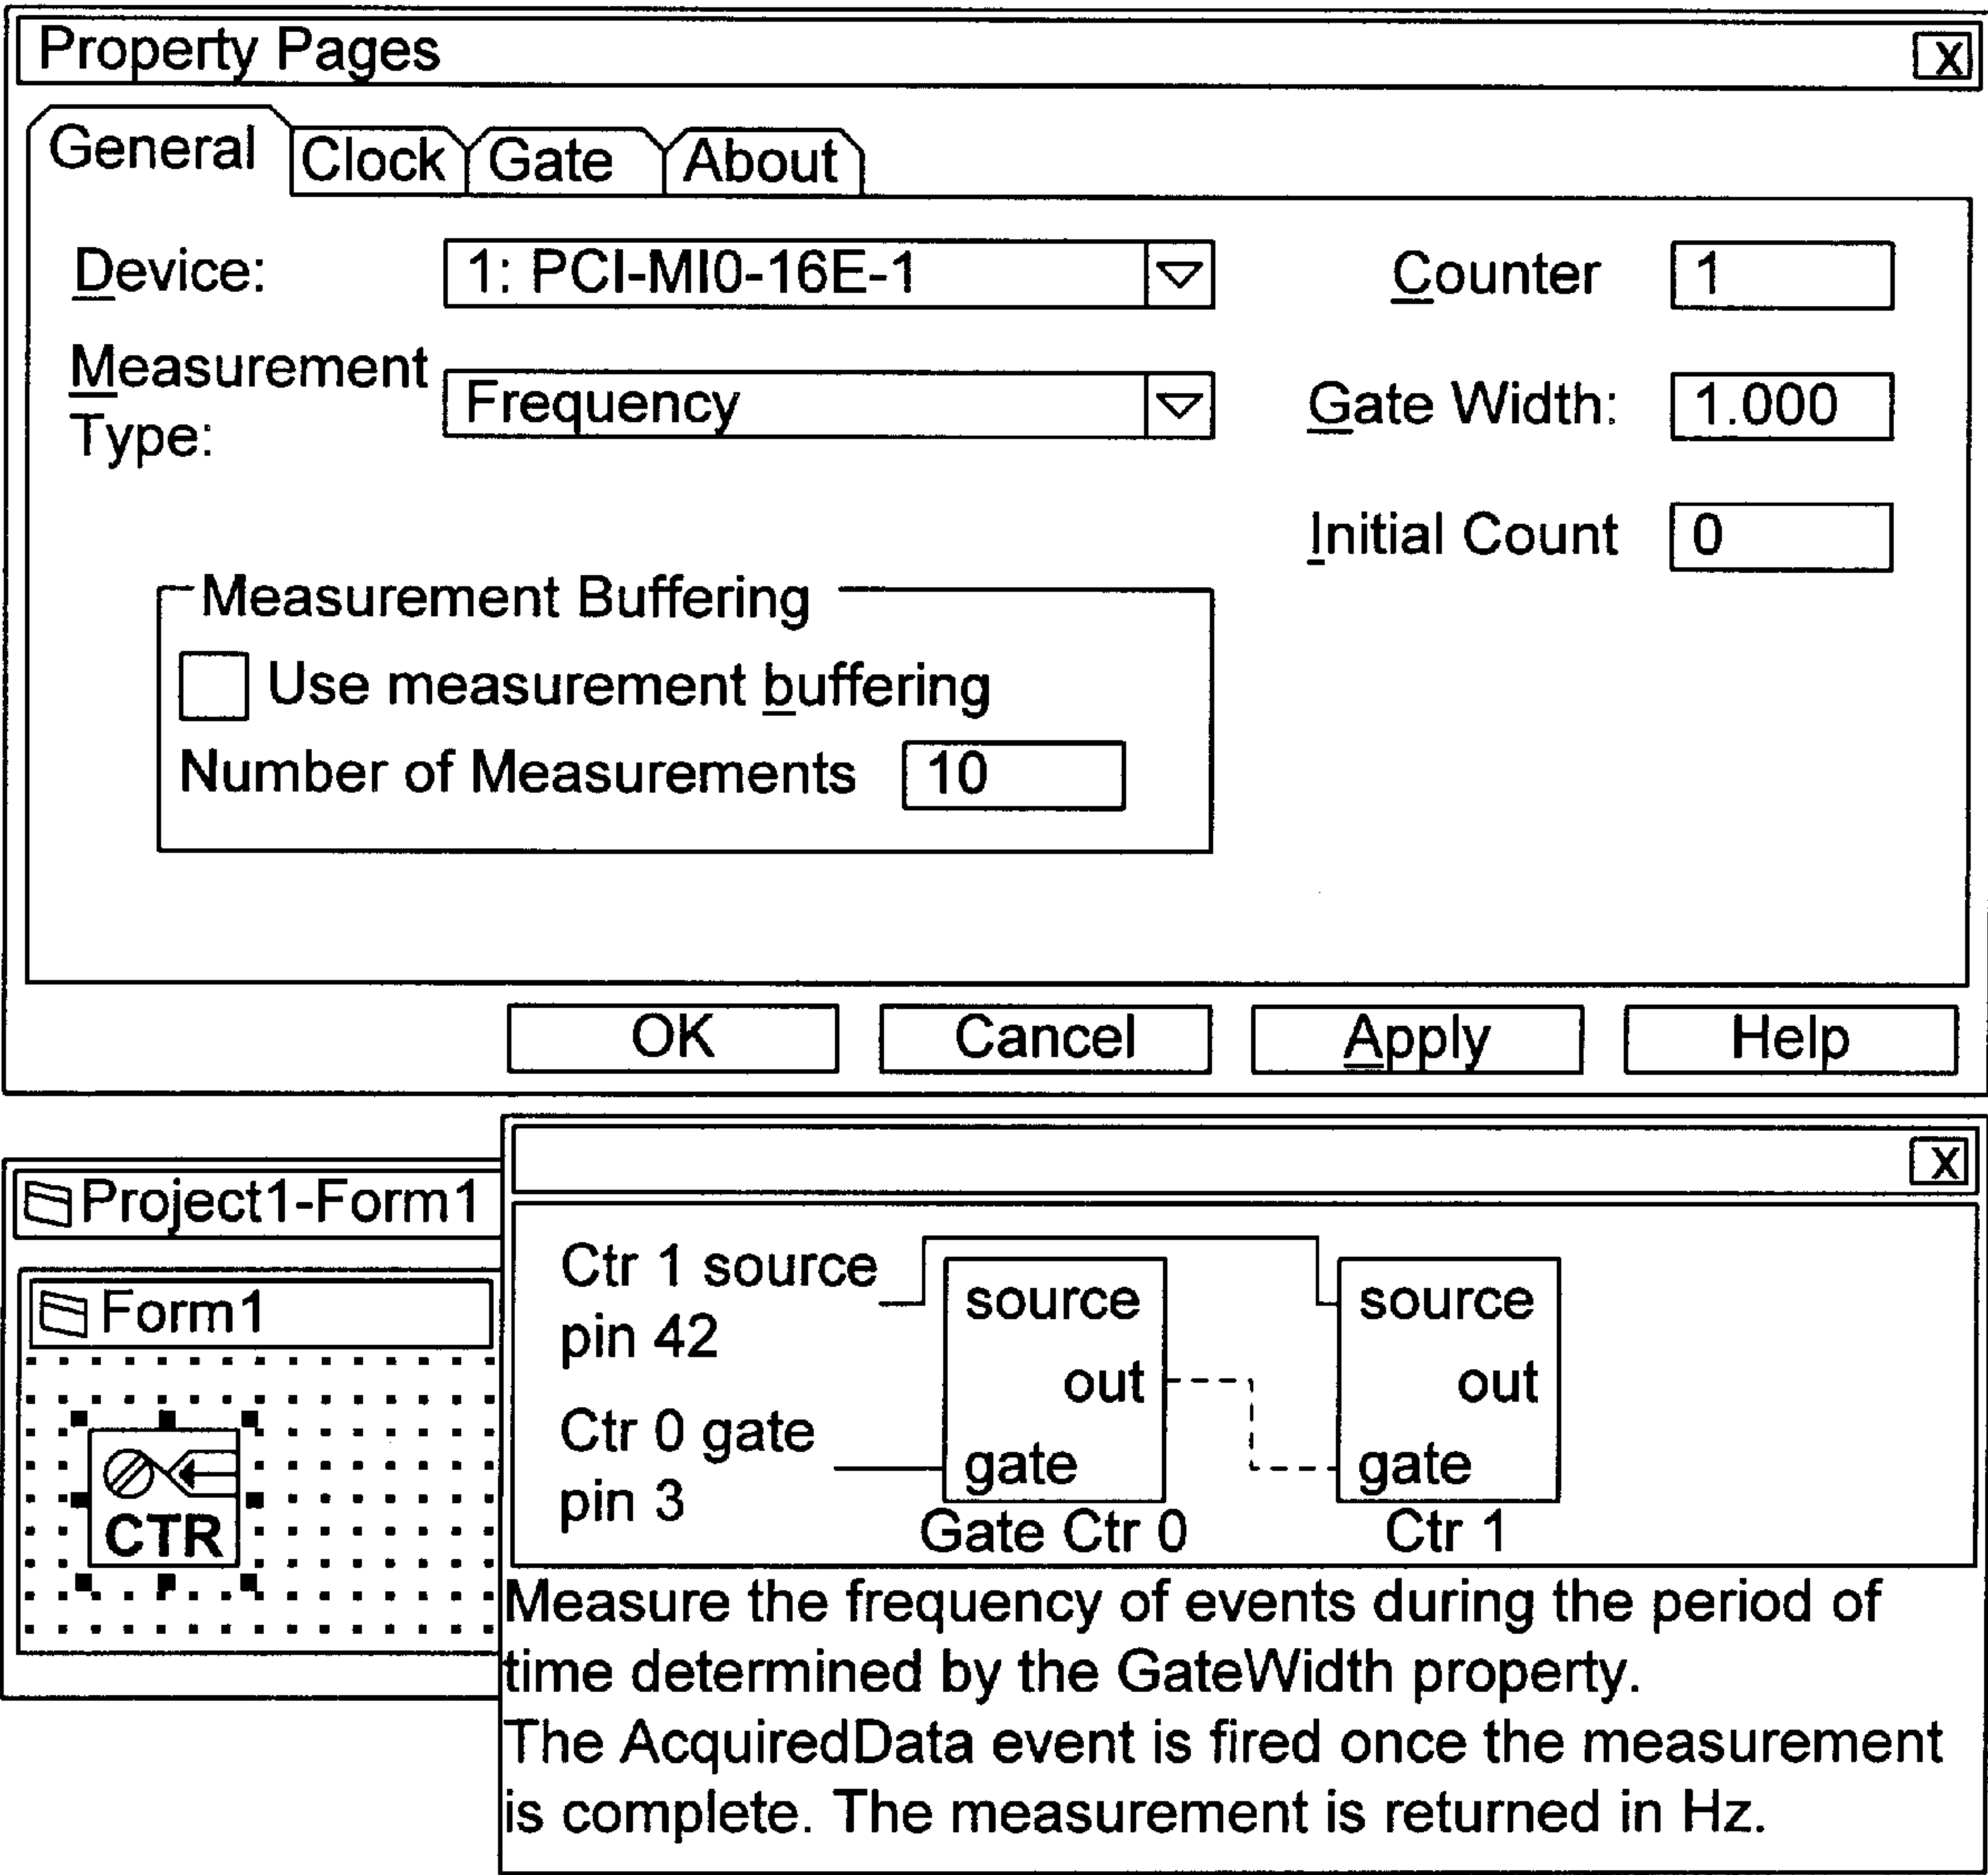 Property Pages
X
General
Clock
Gate
About
Device:
1: PCI-MI0-16E-1
Counter
1
Measurement
Type:
Frequency
Gate Width:
1.000
Initial Count
0
Measurement Buffering
Use measurement buffering
Number of Measurements
10
OK
Cancel
Apply
Help
X
Project1-Form1
Form1
CTR
Ctr 1 source
pin 42
Ctr 0 gate
pin 3
source
out
gate
Gate Ctr 0
source
out
gate
Ctr 1
Measure the frequency of events during the period of
time determined by the GateWidth property.
The AcquiredData event is fired once the measurement
is complete. The measurement is returned in Hz.